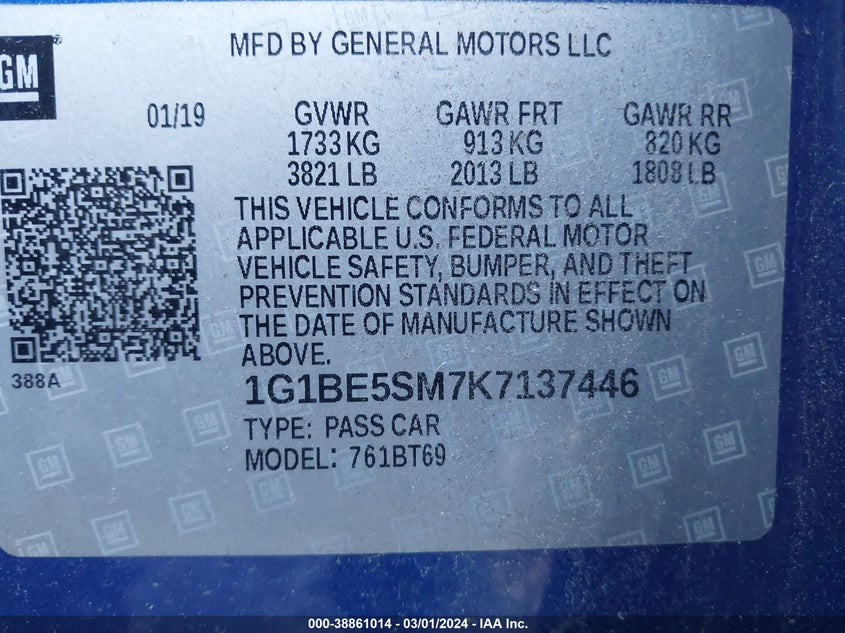 GM
MFD BY GENERAL MOTORS LLC
01/19 GVWR GAWR FRT GAWR RR
1733 KG 913 KG 820 KG
3821 LB 2013 LB 1808 LB
THIS VEHICLE CONFORMS TO ALL
APPLICABLE U.S. FEDERAL MOTOR
VEHICLE SAFETY, BUMPER, AND THEFT
PREVENTION STANDARDS IN EFFECT ON
THE DATE OF MANUFACTURE SHOWN
ABOVE.
388A
1G1BE5SM7K7137446
TYPE: PASS CAR
MODEL: 761BT69
000-38861014 - 03/01/2024 - IAA Inc.